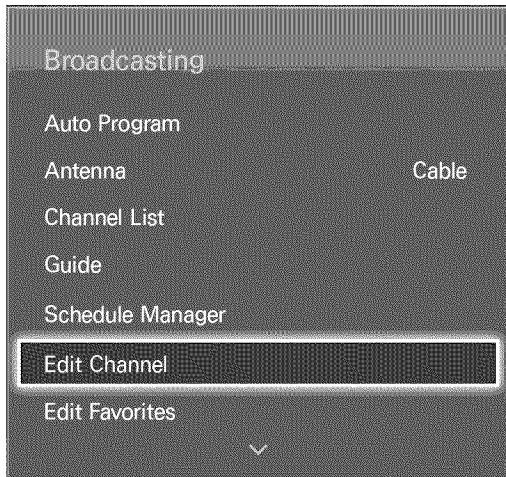 Broadcasting
Auto Program
Antenna Cable
Channel List
Guide
Schedule Manager
Edit Channel
Edit Favorites